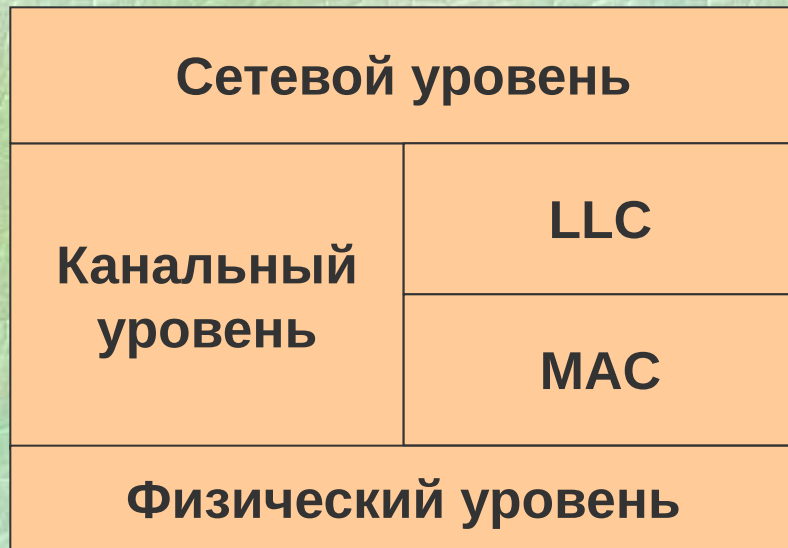 Сетевой уровень
Канальный
уровень
LLC
MAC
Физический уровень